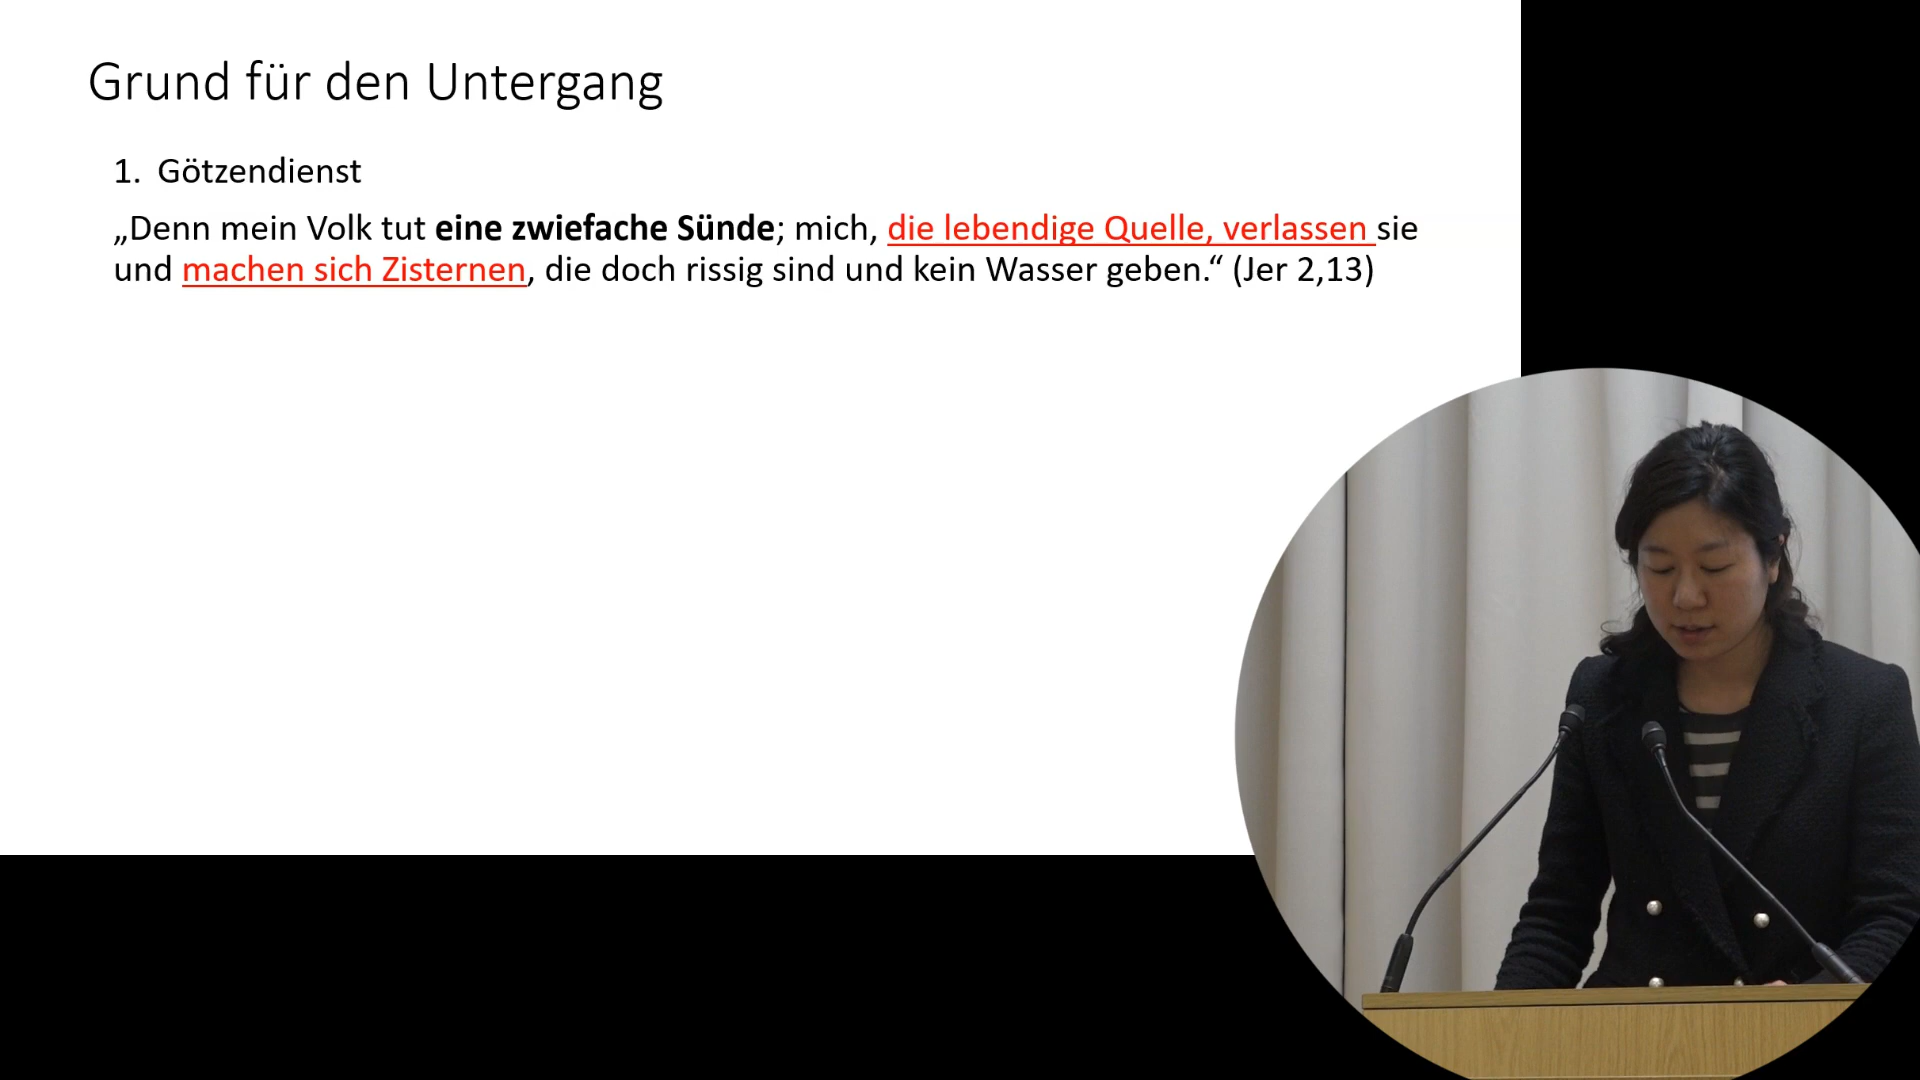 Grund für den Untergang
1. Götzendienst
„Denn mein Volk tut eine zwiefache Sünde; mich, die lebendige Quelle, verlassen sie
und machen sich Zisternen, die doch rissig sind und kein Wasser geben.“ (Jer 2,13)